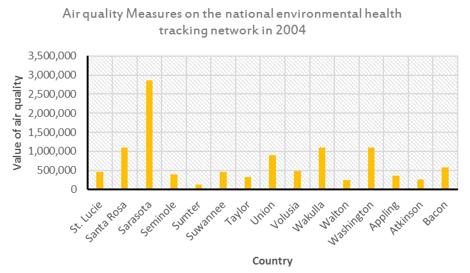 Air quality Measures on the national environmental health
tracking network in 2004
Value of air quality
3,500,000
3,000,000
2,500,000
2,000,000
1,500,000
1,000,000
500,000
0
St. Lucie
Santa Rosa
Sarasota
Seminole
Sumter
Suwannee
Taylor
Union
Volusia
Wakulla
Walton
Washington
Appling
Atkinson
Bacon
Country